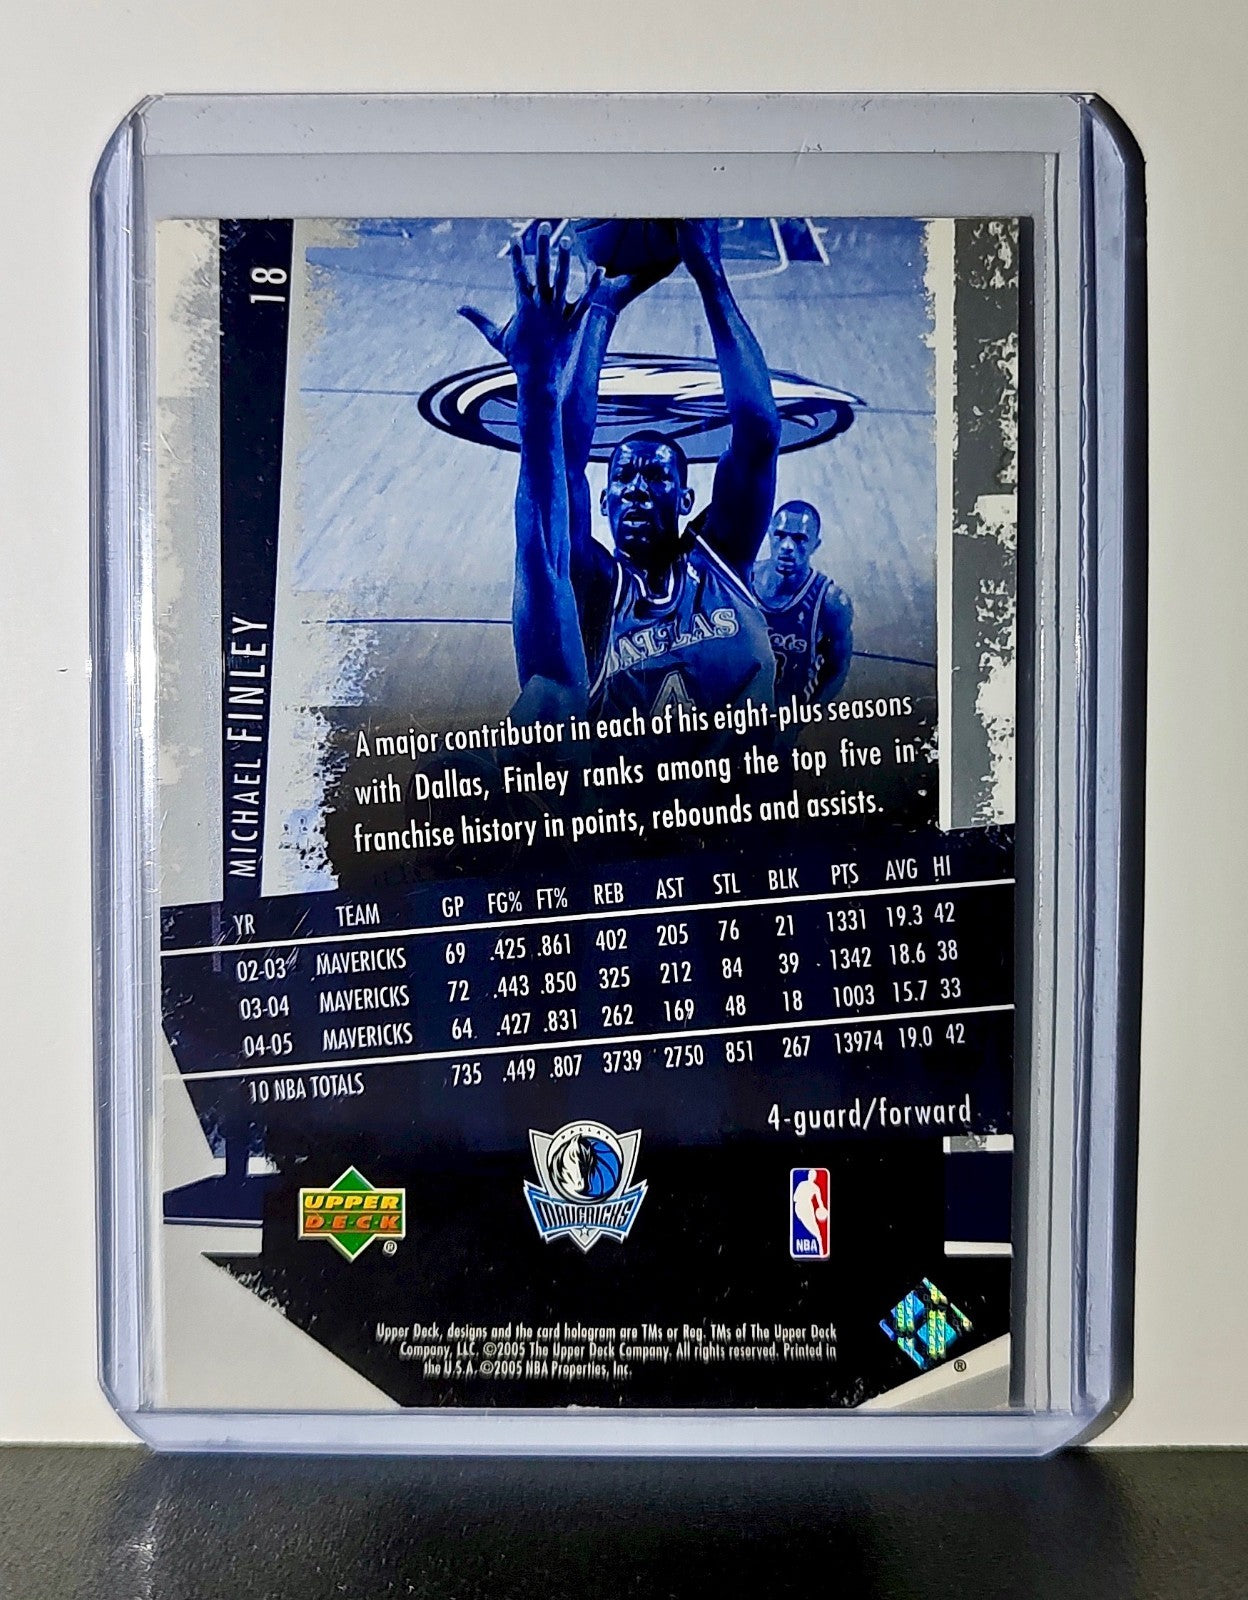 18
MICHAEL FINLEY
DALLAS
4
A major contributor in each of his eight-plus seasons
with Dallas, Finley ranks among the top five in
franchise history in points, rebounds and assists.
YR TEAM GP FG% FT% REB AST STL BLK PTS AVG HI
02-03 MAVERICKS 69 .425 .861 402 205 76 21 1331 19.3 42
03-04 MAVERICKS 72 .443 .850 325 212 84 39 1342 18.6 38
04-05 MAVERICKS 64 .427 .831 262 169 48 18 1003 15.7 33
10 NBA TOTALS 735 .449 .807 3739 2750 851 267 13974 19.0 42
4-guard/forward
UPPER
DECK
®
DALLAS
MAVERICKS
NBA
Upper Deck, designs and the card hologram are TMs or Reg. TMs of The Upper Deck
Company, LLC. ©2005 The Upper Deck Company. All rights reserved. Printed in
the U.S.A. ©2005 NBA Properties, Inc.
®